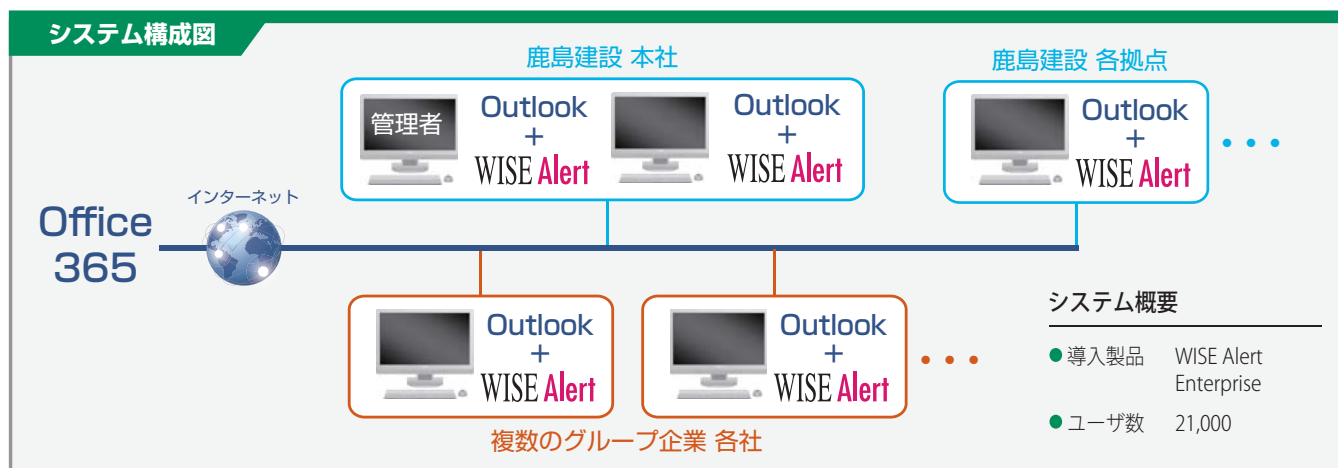 システム構成図
鹿島建設 本社
管理者
Outlook
+
WISE Alert
Outlook
+
WISE Alert
鹿島建設 各拠点
Outlook
+
WISE Alert
・・・
インターネット
Office
365
Outlook
+
WISE Alert
Outlook
+
WISE Alert
・・・
複数のグループ企業 各社
システム概要
● 導入製品 WISE Alert
Enterprise
● ユーザ数 21,000